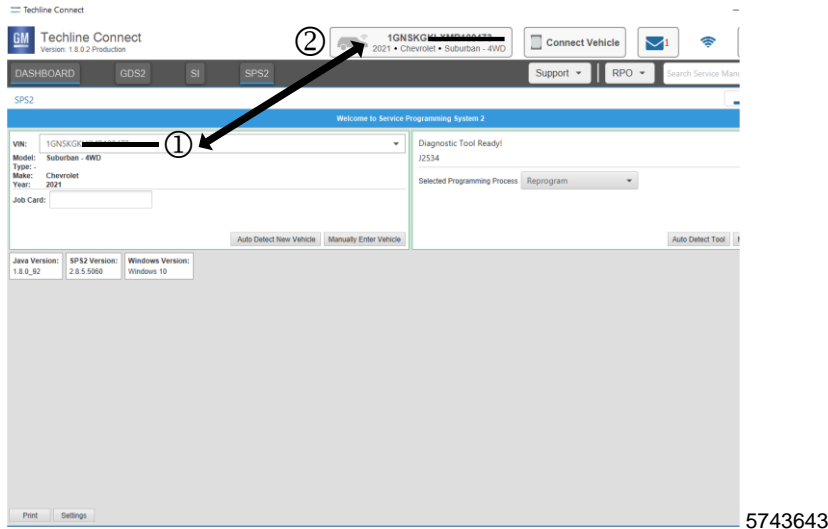 Techline Connect
GM
Techline Connect
Version: 1.8.0.2 Production
②
1GNSKGK
2021 • Chevrolet • Suburban - 4WD
Connect Vehicle
1
DASHBOARD
GDS2
SI
SPS2
Support
RPO
Search Service Man
SPS2
Welcome to Service Programming System 2
VIN:
1GNSKGK
①
Model: Suburban - 4WD
Type: -
Make: Chevrolet
Year: 2021
Job Card:
Auto Detect New Vehicle
Manually Enter Vehicle
Diagnostic Tool Ready!
J2534
Selected Programming Process
Reprogram
Auto Detect Tool
Java Version:
1.8.0_92
SPS2 Version:
2.8.5.5060
Windows Version:
Windows 10
Print
Settings
5743643